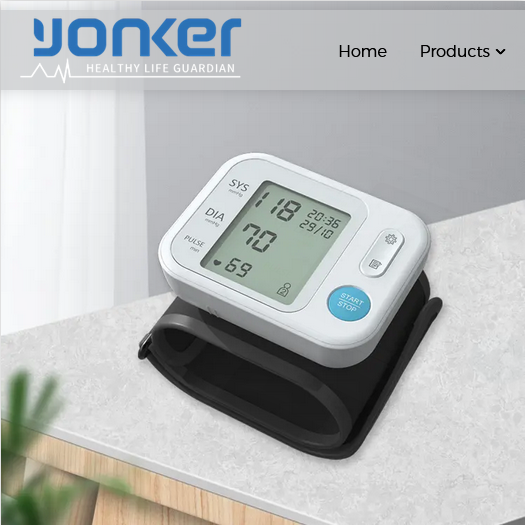 yonker
HEALTHY LIFE GUARDIAN
Home
Products
SYS
mmHg
118
20:36
29/10
DIA
mmHg
70
PULSE
/min
69
START
STOP